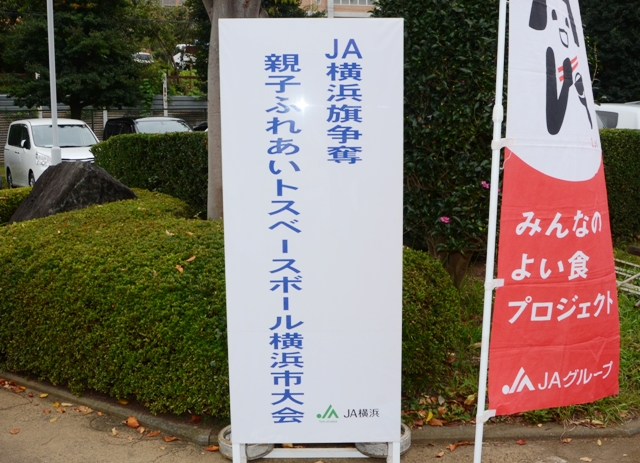 JA横浜旗争奪
親子ふれあいトスベースボール横浜市大会
JA横浜
みんなの
よい食
プロジェクト
JAグループ